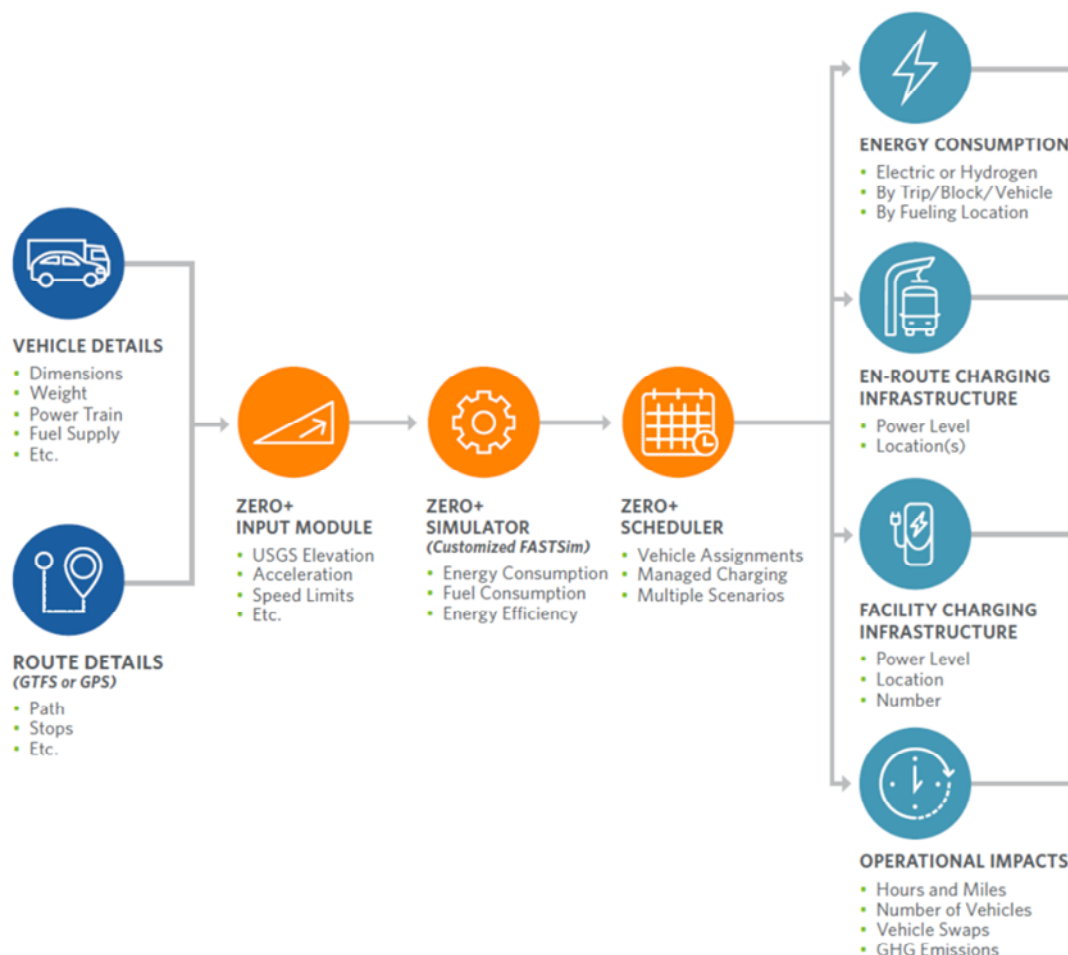 VEHICLE DETAILS
• Dimensions
• Weight
• Power Train
• Fuel Supply
• Etc.
ROUTE DETAILS
(GTFS or GPS)
• Path
• Stops
• Etc.
ZERO+
INPUT MODULE
• USGS Elevation
• Acceleration
• Speed Limits
• Etc.
ZERO+
SIMULATOR
(Customized FASTSim)
• Energy Consumption
• Fuel Consumption
• Energy Efficiency
ZERO+
SCHEDULER
• Vehicle Assignments
• Managed Charging
• Multiple Scenarios
ENERGY CONSUMPTION
• Electric or Hydrogen
• By Trip/Block/Vehicle
• By Fueling Location
EN-ROUTE CHARGING
INFRASTRUCTURE
• Power Level
• Location(s)
FACILITY CHARGING
INFRASTRUCTURE
• Power Level
• Location
• Number
OPERATIONAL IMPACTS
• Hours and Miles
• Number of Vehicles
• Vehicle Swaps
• GHG Emissions